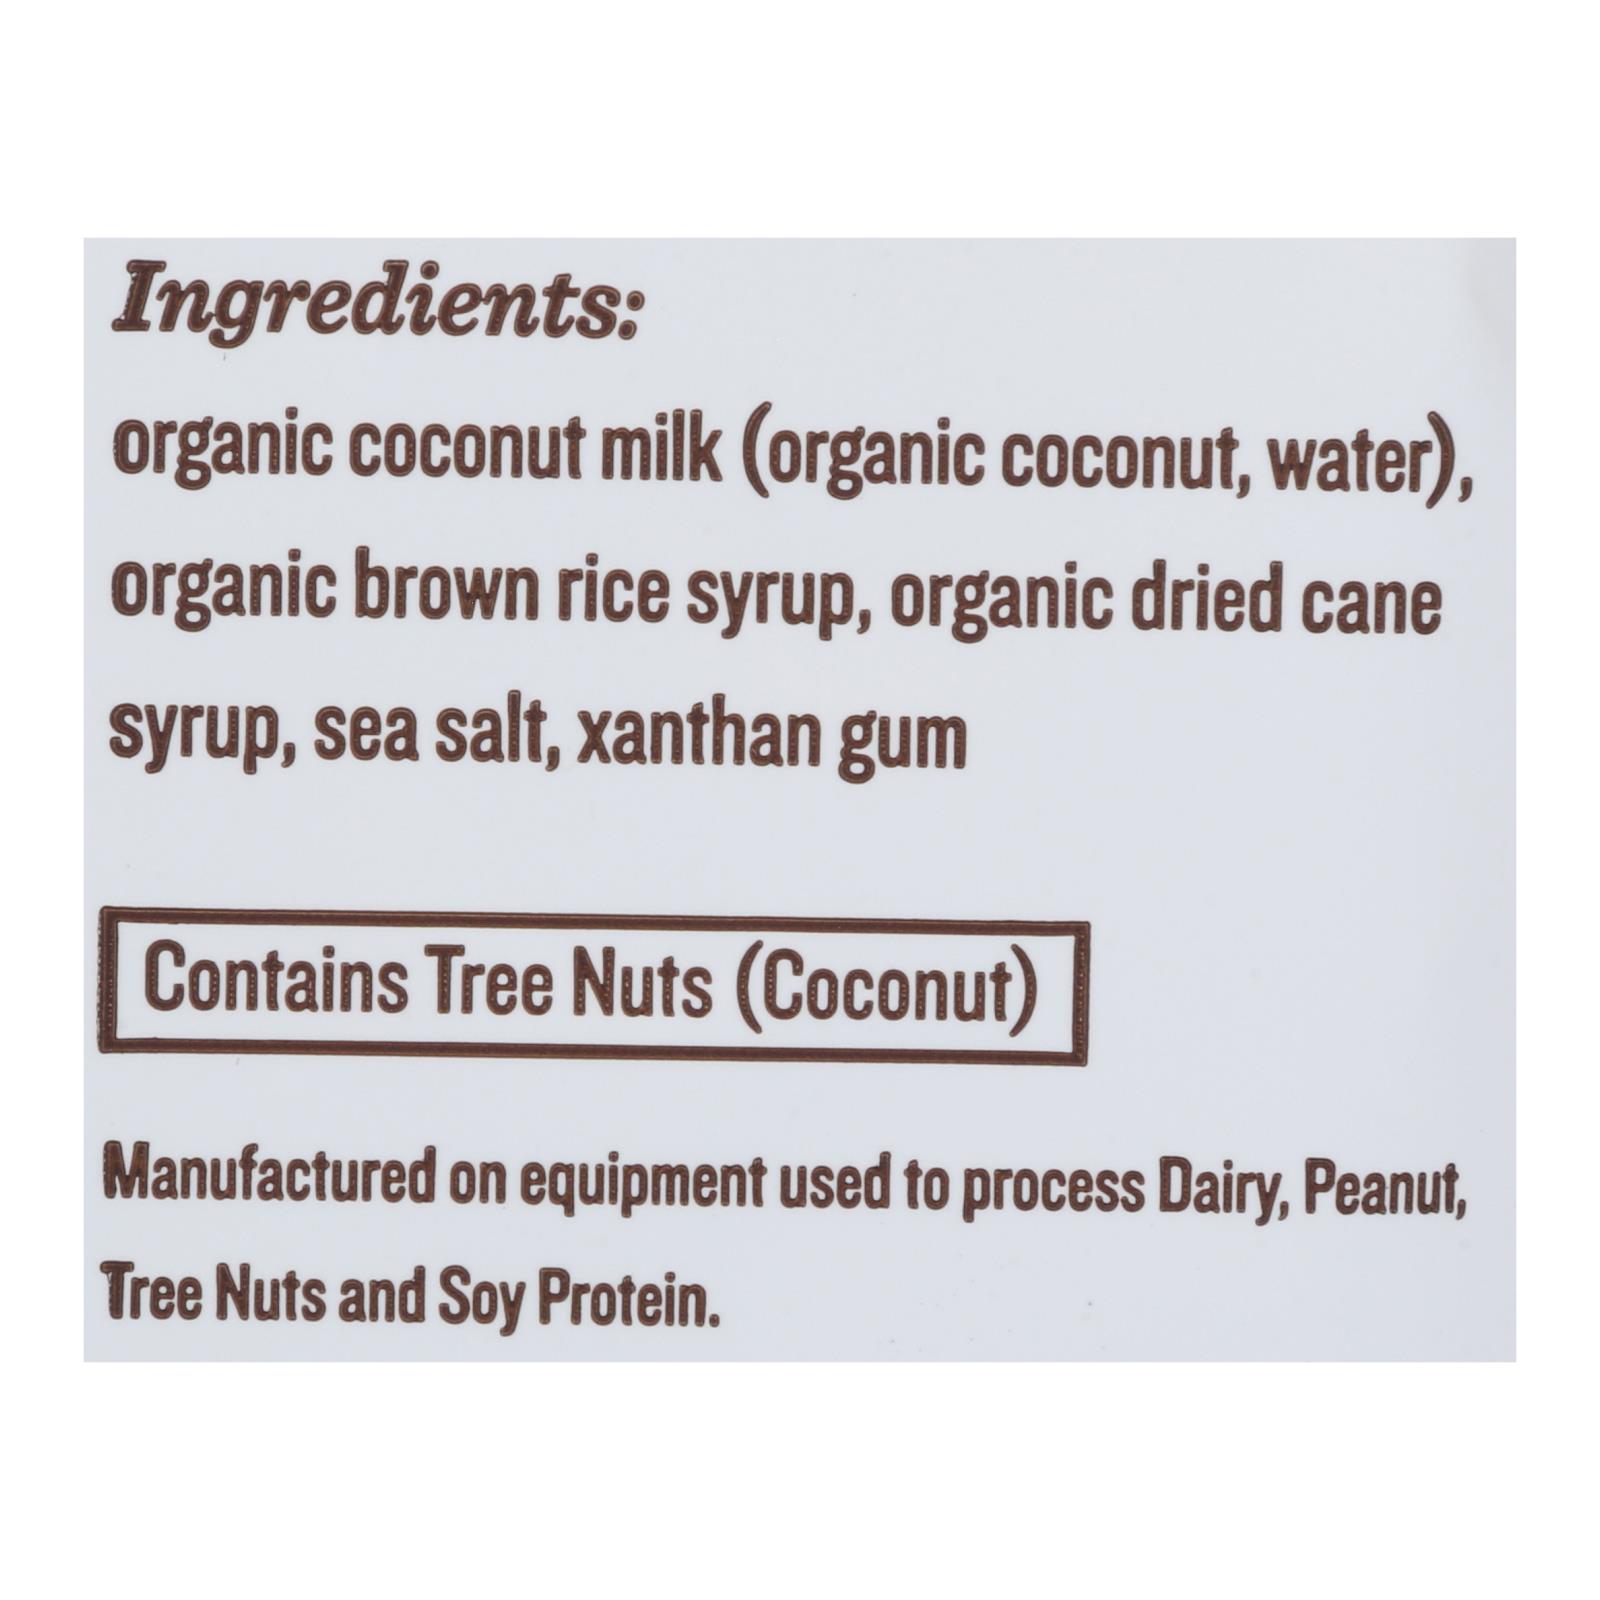 Ingredients:
organic coconut milk (organic coconut, water),
organic brown rice syrup, organic dried cane
syrup, sea salt, xanthan gum
Contains Tree Nuts (Coconut)
Manufactured on equipment used to process Dairy, Peanut,
Tree Nuts and Soy Protein.